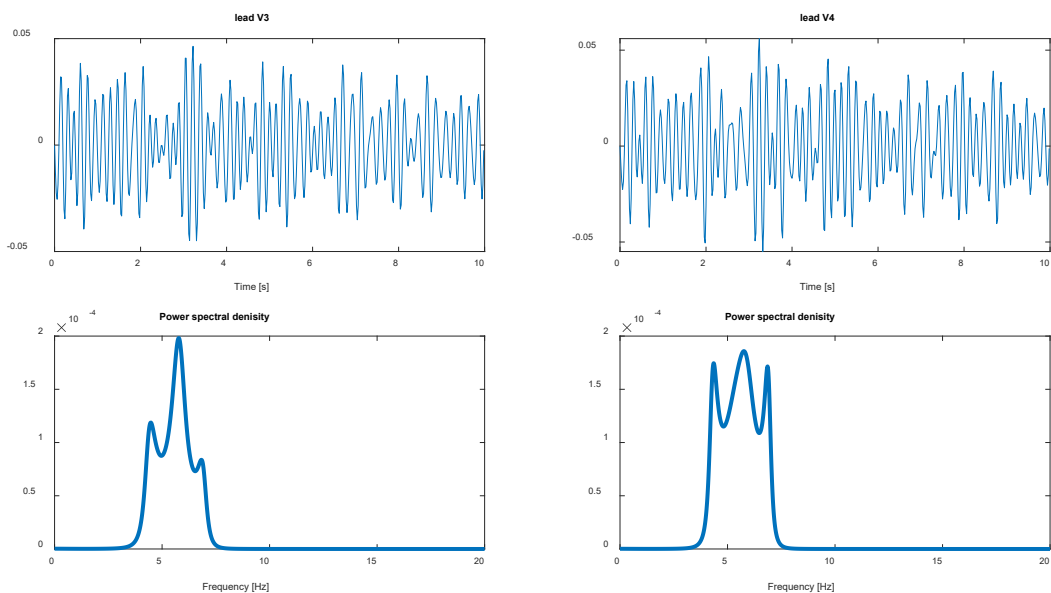 lead V3
0.05
0
-0.05
0 2 4 6 8 10
Time [s]
lead V4
0.05
0
-0.05
0 2 4 6 8 10
Time [s]
× 10 -4
Power spectral denisity
2
1.5
1
0.5
0
0 5 10 15 20
Frequency [Hz]
× 10 -4
Power spectral denisity
2
1.5
1
0.5
0
0 5 10 15 20
Frequency [Hz]